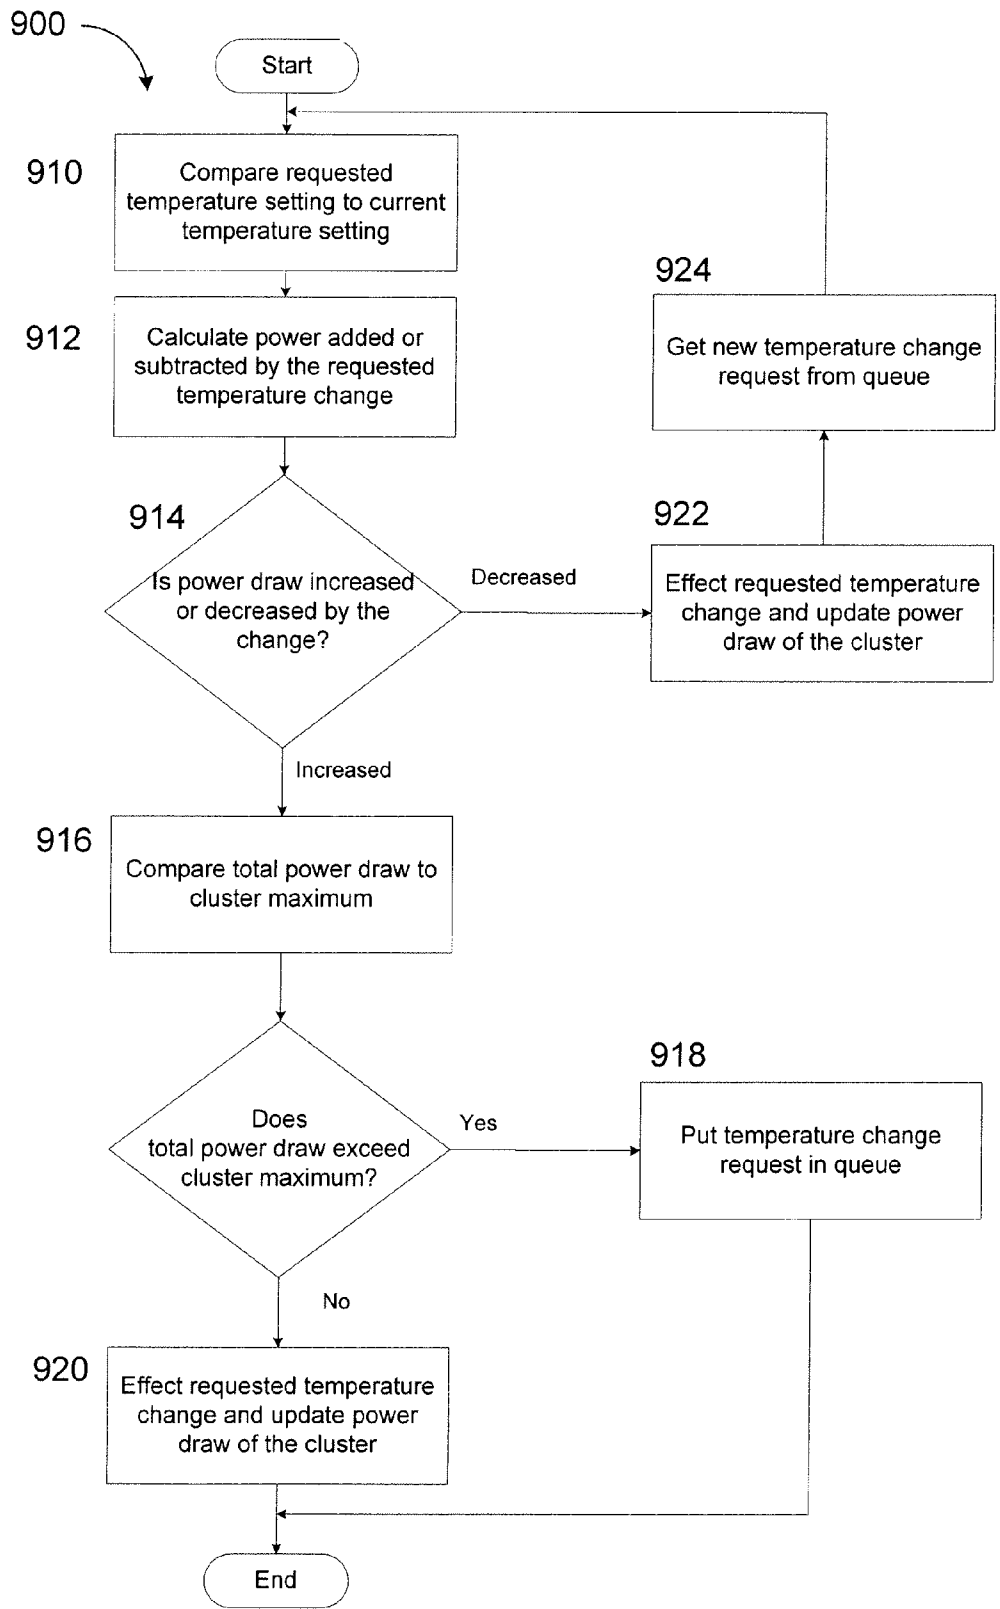 900
Start
910
Compare requested
temperature setting to current
temperature setting
912
Calculate power added or
subtracted by the requested
temperature change
924
Get new temperature change
request from queue
914
Is power draw increased
or decreased by the
change?
Decreased
922
Effect requested temperature
change and update power
draw of the cluster
Increased
916
Compare total power draw to
cluster maximum
Does
total power draw exceed
cluster maximum?
Yes
918
Put temperature change
request in queue
No
920
Effect requested temperature
change and update power
draw of the cluster
End